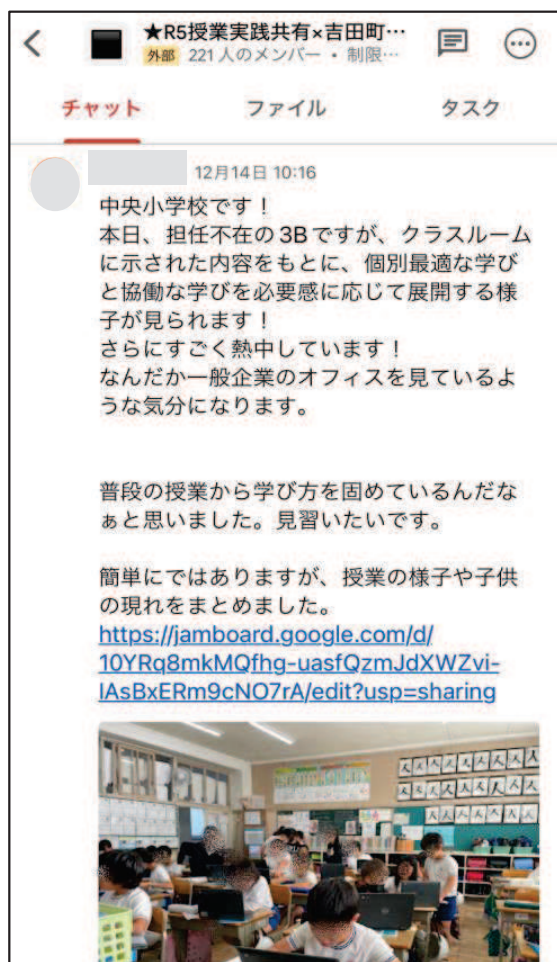 ★R5授業実践共有×吉田町…
外部 221人のメンバー・制限…
チャット ファイル タスク
12月14日 10:16
中央小学校です！
本日、担任不在の3Bですが、クラスルーム
に示された内容をもとに、個別最適な学び
と協働な学びを必要感に応じて展開する様
子が見られます！
さらにすごく熱中しています！
なんだか一般企業のオフィスを見ているよ
うな気分になります。
普段の授業から学び方を固めているんだな
ぁと思いました。見習いたいです。
簡単にではありますが、授業の様子や子供
の現れをまとめました。
https://jamboard.google.com/d/
10YRq8mkMQfhg-uasfQzmJdXWZvi-
IAsBxERm9cNO7rA/edit?usp=sharing